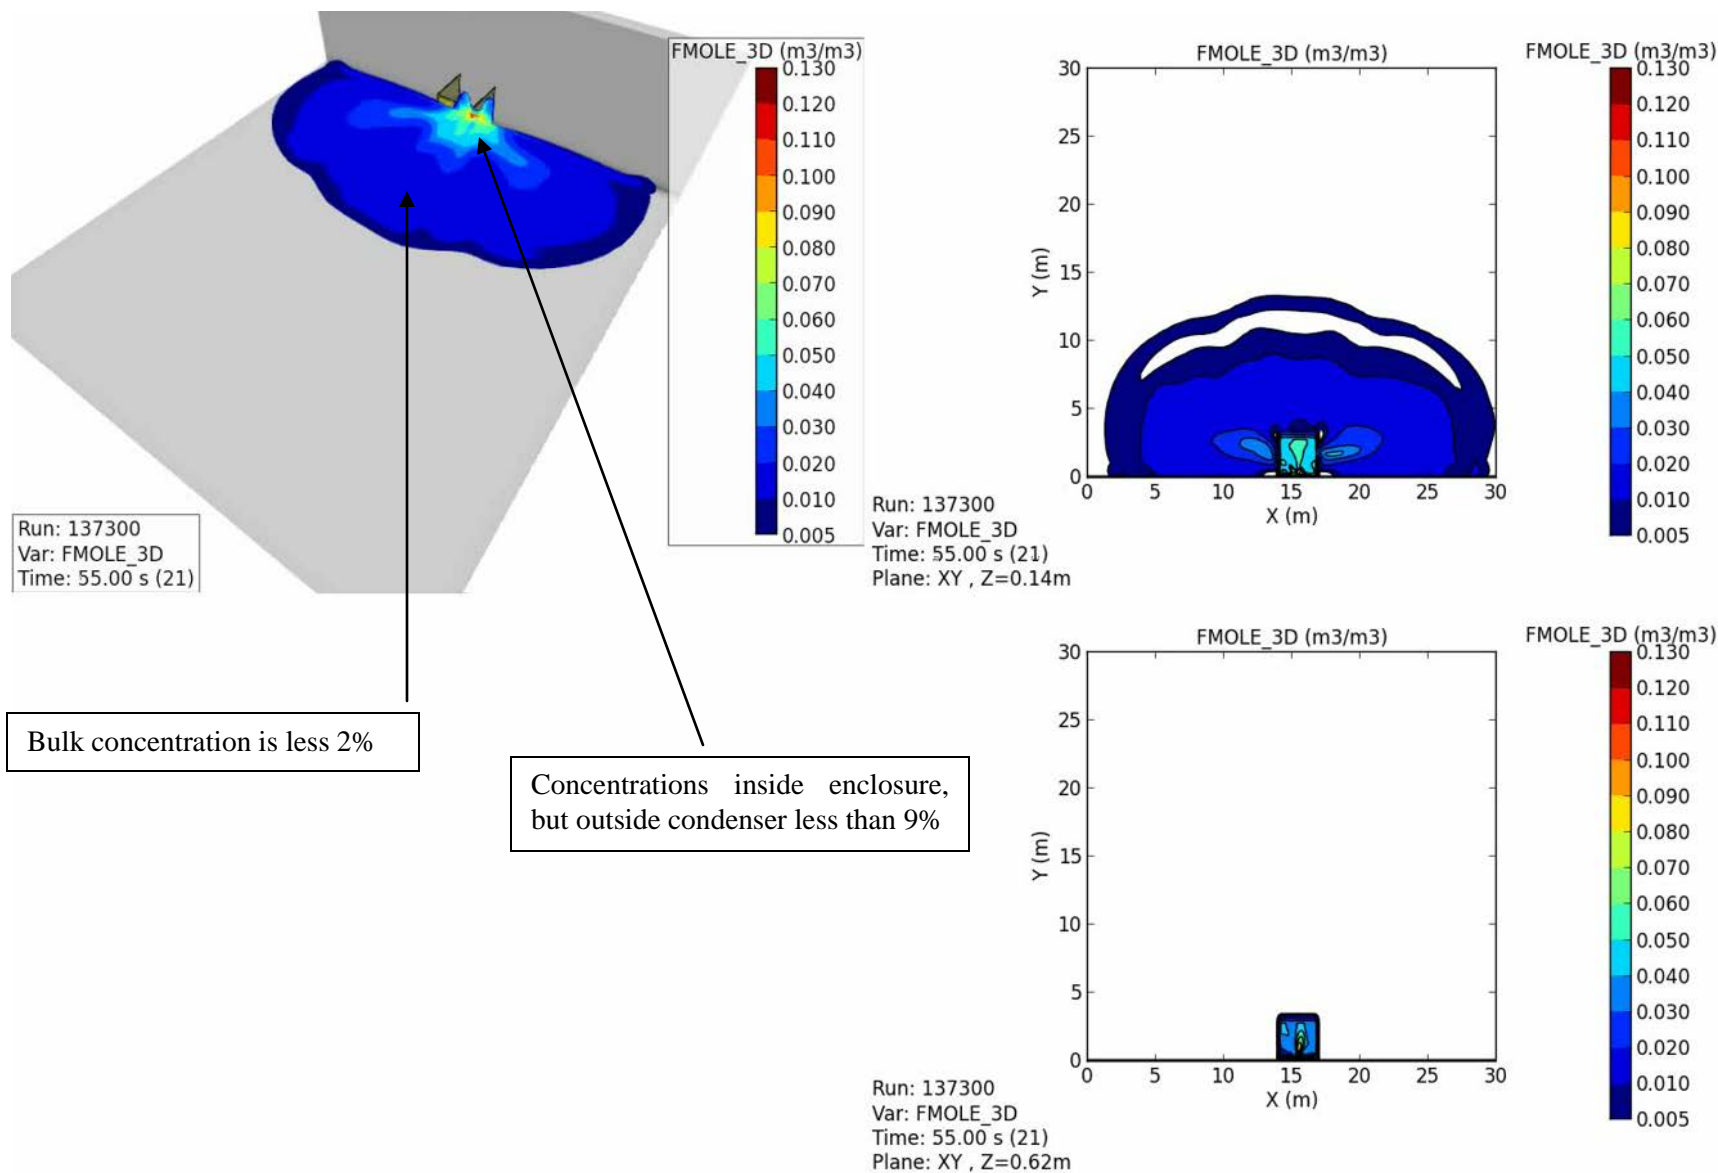 FMOLE_3D (m3/m3)
0.130
0.120
0.110
0.100
0.090
0.080
0.070
0.060
0.050
0.040
0.030
0.020
0.010
0.005
Run: 137300
Var: FMOLE_3D
Time: 55.00 s (21)
FMOLE_3D (m3/m3)
30
25
20
15
10
5
0
Y (m)
0 5 10 15 20 25 30
X (m)
FMOLE_3D (m3/m3)
0.130
0.120
0.110
0.100
0.090
0.080
0.070
0.060
0.050
0.040
0.030
0.020
0.010
0.005
Run: 137300
Var: FMOLE_3D
Time: 55.00 s (21)
Plane: XY , Z=0.14m
Bulk concentration is less 2%
Concentrations inside enclosure,
but outside condenser less than 9%
FMOLE_3D (m3/m3)
30
25
20
15
10
5
0
Y (m)
0 5 10 15 20 25 30
X (m)
FMOLE_3D (m3/m3)
0.130
0.120
0.110
0.100
0.090
0.080
0.070
0.060
0.050
0.040
0.030
0.020
0.010
0.005
Run: 137300
Var: FMOLE_3D
Time: 55.00 s (21)
Plane: XY , Z=0.62m